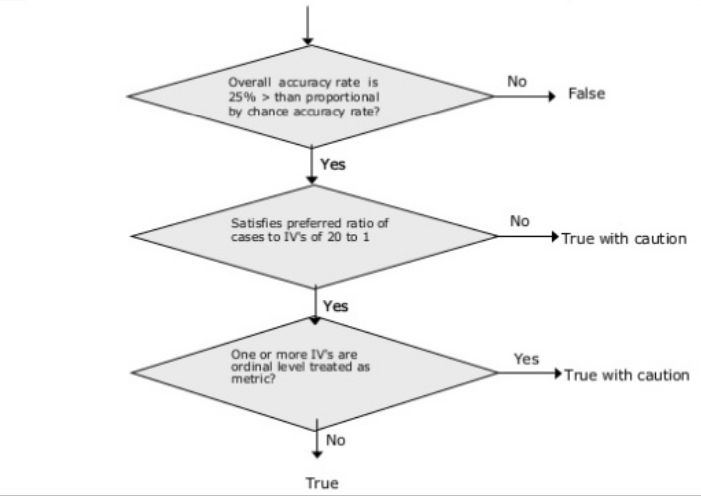 Overall accuracy rate is
25% > than proportional
by chance accuracy rate?
No
False
Yes
Satisfies preferred ratio of
cases to IV's of 20 to 1
No
True with caution
Yes
One or more IV's are
ordinal level treated as
metric?
Yes
True with caution
No
True